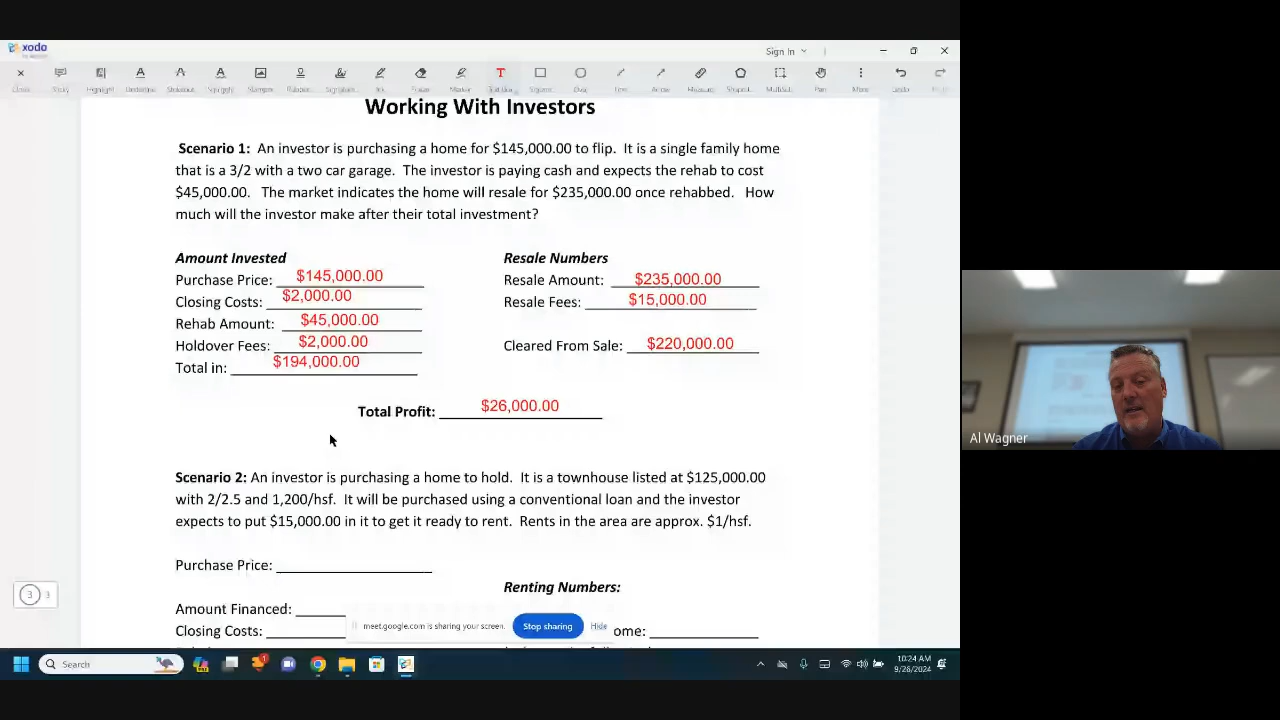 xodo
Sign In
Working With Investors
Scenario 1: An investor is purchasing a home for $145,000.00 to flip. It is a single family home
that is a 3/2 with a two car garage. The investor is paying cash and expects the rehab to cost
$45,000.00. The market indicates the home will resale for $235,000.00 once rehabbed. How
much will the investor make after their total investment?
Amount Invested
Purchase Price: $145,000.00
Closing Costs: $2,000.00
Rehab Amount: $45,000.00
Holdover Fees: $2,000.00
Total in: $194,000.00
Resale Numbers
Resale Amount: $235,000.00
Resale Fees: $15,000.00
Cleared From Sale: $220,000.00
Total Profit: $26,000.00
Scenario 2: An investor is purchasing a home to hold. It is a townhouse listed at $125,000.00
with 2/2.5 and 1,200/hsf. It will be purchased using a conventional loan and the investor
expects to put $15,000.00 in it to get it ready to rent. Rents in the area are approx. $1/hsf.
Purchase Price:
Renting Numbers:
Amount Financed:
Closing Costs:
ome:
3 3
meet.google.com is sharing your screen.
Stop sharing
Hide
Search
10:24 AM
9/26/2024
Al Wagner